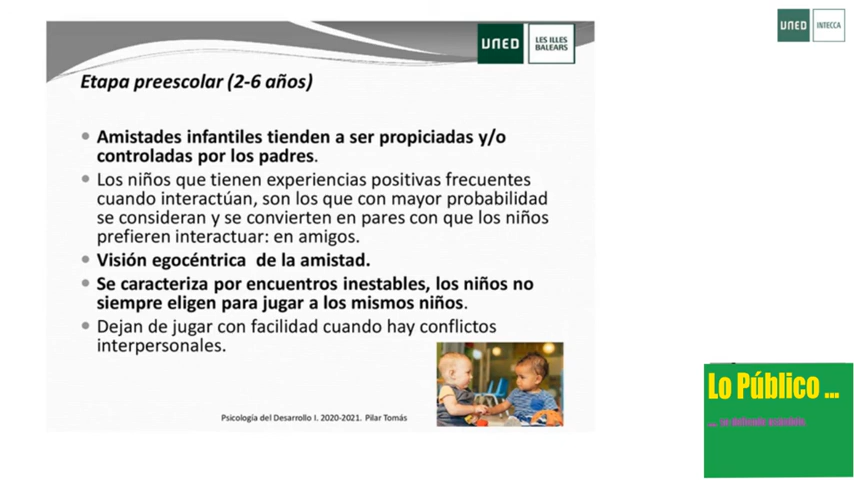 UNED
LES ILLES
BALEARS
UNED
INTECCA
Etapa preescolar (2-6 años)
• Amistades infantiles tienden a ser propiciadas y/o
controladas por los padres.
• Los niños que tienen experiencias positivas frecuentes
cuando interactúan, son los que con mayor probabilidad
se consideran y se convierten en pares con que los niños
prefieren interactuar: en amigos.
• Visión egocéntrica de la amistad.
• Se caracteriza por encuentros inestables, los niños no
siempre eligen para jugar a los mismos niños.
• Dejan de jugar con facilidad cuando hay conflictos
interpersonales.
Psicología del Desarrollo I. 2020-2021. Pilar Tomás
Lo Público ...